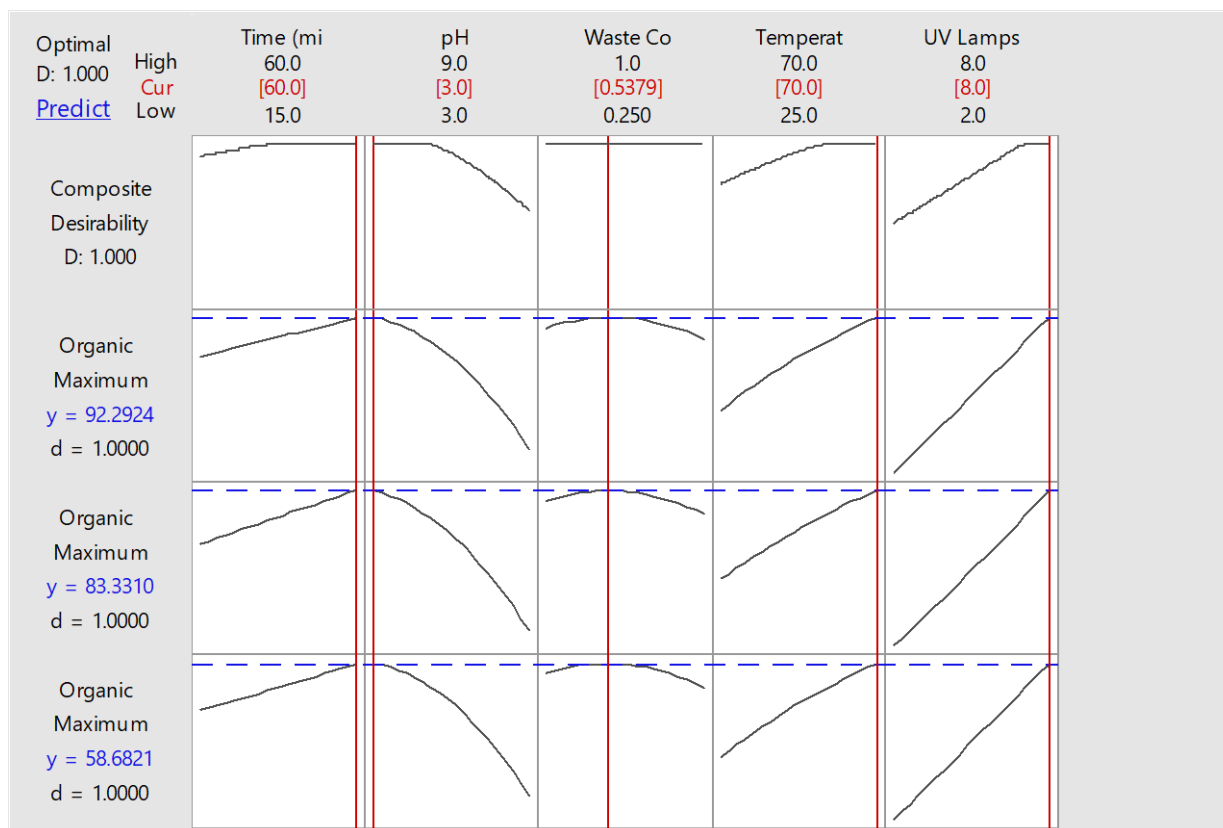 Optimal
D: 1.000
Predict
High
Cur
Low
Time (mi
60.0
[60.0]
15.0
pH
9.0
[3.0]
3.0
Waste Co
1.0
[0.5379]
0.250
Temperat
70.0
[70.0]
25.0
UV Lamps
8.0
[8.0]
2.0
Composite
Desirability
D: 1.000
Organic
Maximum
y = 92.2924
d = 1.0000
Organic
Maximum
y = 83.3310
d = 1.0000
Organic
Maximum
y = 58.6821
d = 1.0000